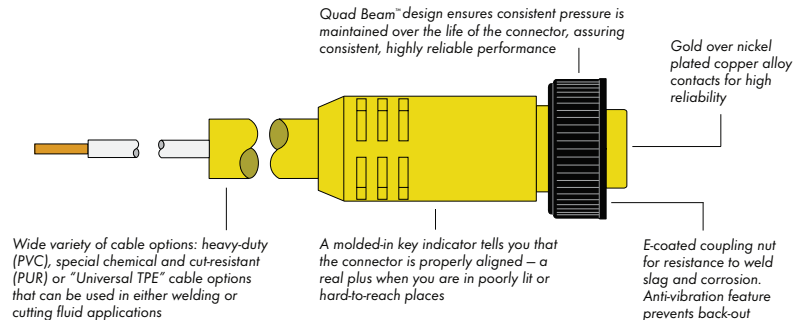 Quad Beam™ design ensures consistent pressure is
maintained over the life of the connector, assuring
consistent, highly reliable performance
Gold over nickel
plated copper alloy
contacts for high
reliability
Wide variety of cable options: heavy-duty
(PVC), special chemical and cut-resistant
(PUR) or “Universal TPE” cable options
that can be used in either welding or
cutting fluid applications
A molded-in key indicator tells you that
the connector is properly aligned – a
real plus when you are in poorly lit or
hard-to-reach places
E-coated coupling nut
for resistance to weld
slag and corrosion.
Anti-vibration feature
prevents back-out